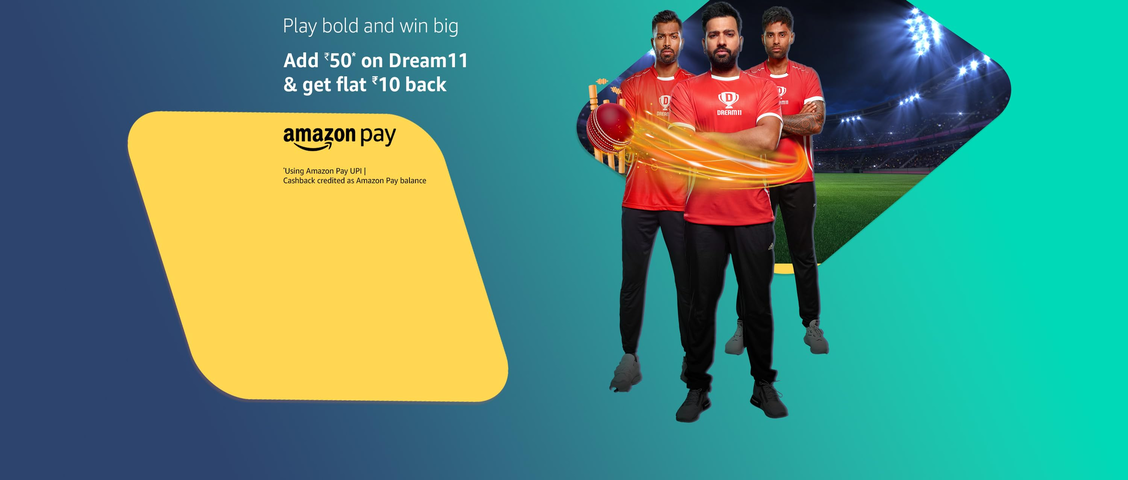 Play bold and win big
Add ₹50* on Dream11
& get flat ₹10 back
amazon pay
*Using Amazon Pay UPI |
Cashback credited as Amazon Pay balance
D
DREAM11